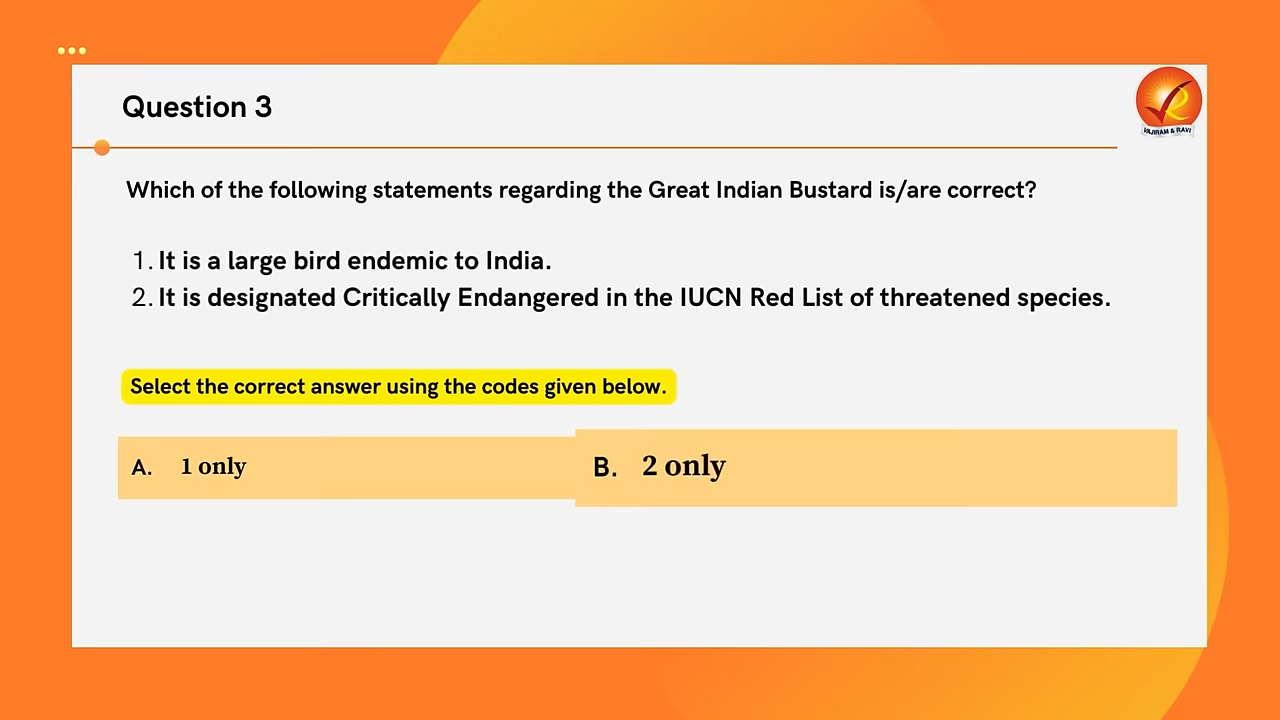 Question 3
VAJIRAM & RAVI
Which of the following statements regarding the Great Indian Bustard is/are correct?
1. It is a large bird endemic to India.
2. It is designated Critically Endangered in the IUCN Red List of threatened species.
Select the correct answer using the codes given below.
A. 1 only
B. 2 only